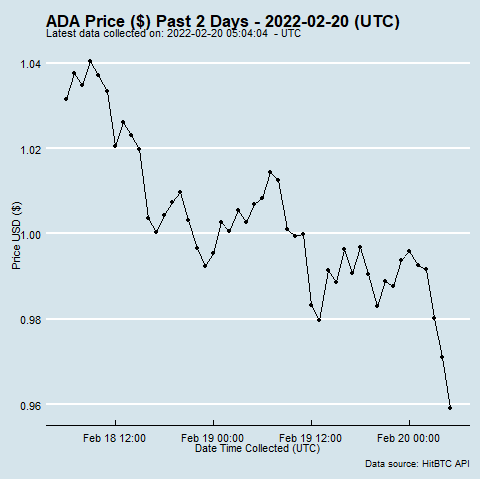 ADA Price ($) Past 2 Days - 2022-02-20 (UTC)
Latest data collected on: 2022-02-20 05:04:04 - UTC
1.04
1.02
1.00
0.98
0.96
Price USD ($)
Feb 18 12:00 Feb 19 00:00 Feb 19 12:00 Feb 20 00:00
Date Time Collected (UTC)
Data source: HitBTC API